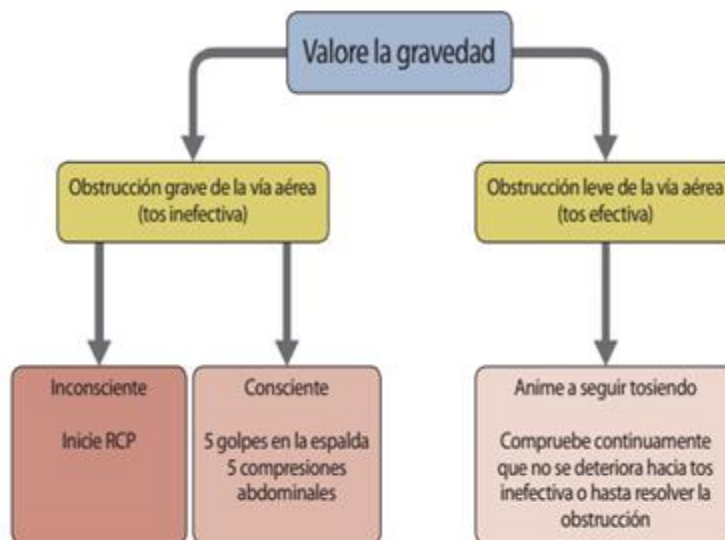 Valore la gravedad
Obstrucción grave de la vía aérea
(tos inefectiva)
Obstrucción leve de la vía aérea
(tos efectiva)
Inconsciente
Inicie RCP
Consciente
5 golpes en la espalda
5 compresiones
abdominales
Anime a seguir tosiendo
Compruebe continuamente
que no se deteriora hacia tos
inefectiva o hasta resolver la
obstrucción